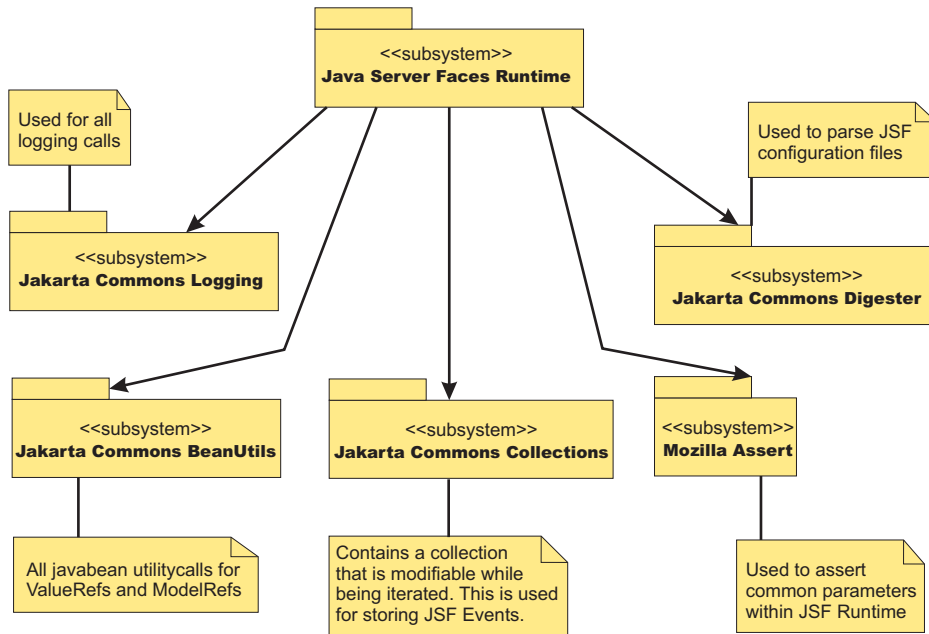 <<subsystem>>
Java Server Faces Runtime
Used for all
logging calls
Used to parse JSF
configuration files
<<subsystem>>
Jakarta Commons Logging
<<subsystem>>
Jakarta Commons Digester
<<subsystem>>
Jakarta Commons BeanUtils
<<subsystem>>
Jakarta Commons Collections
<<subsystem>>
Mozilla Assert
All javabean utilitycalls for
ValueRefs and ModelRefs
Contains a collection
that is modifiable while
being iterated. This is used
for storing JSF Events.
Used to assert
common parameters
within JSF Runtime